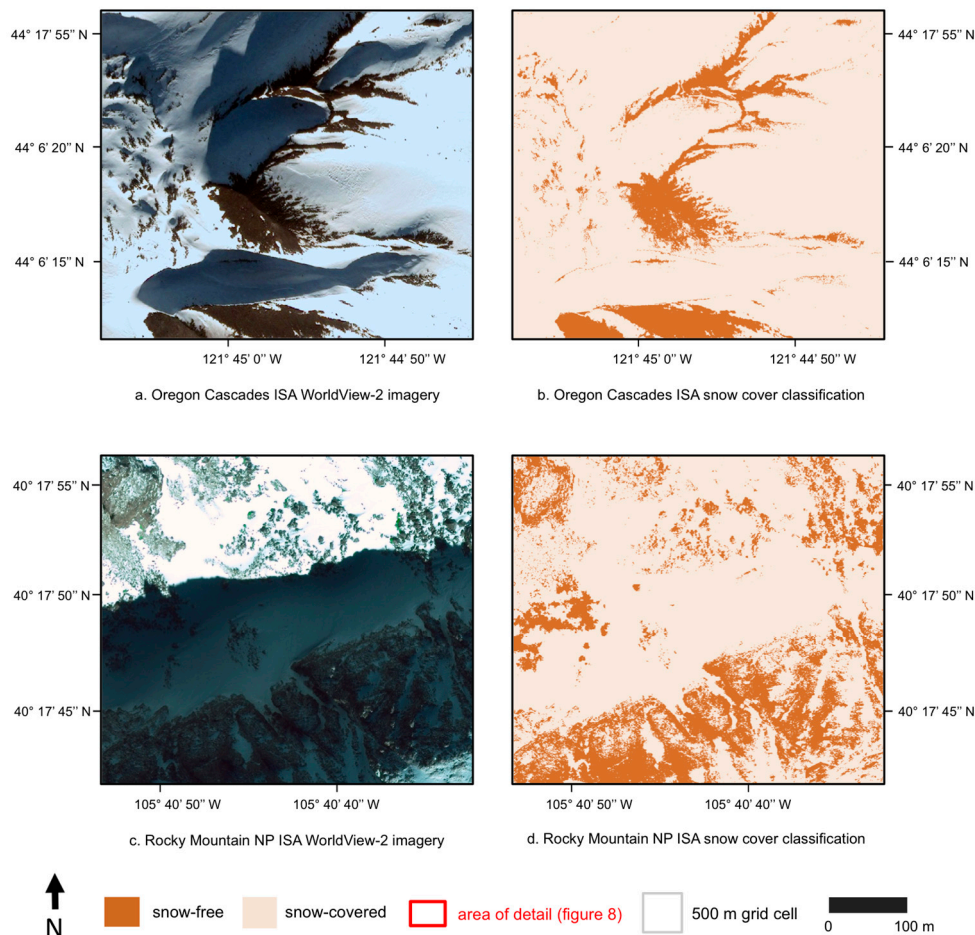 44° 17’ 55’’ N
44° 17’ 55’’ N
44° 6’ 20’’ N
44° 6’ 20’’ N
44° 6’ 15’’ N
44° 6’ 15’’ N
121° 45’ 0’’ W
121° 44’ 50’’ W
121° 45’ 0’’ W
121° 44’ 50’’ W
a. Oregon Cascades ISA WorldView-2 imagery
b. Oregon Cascades ISA snow cover classification
40° 17’ 55’’ N
40° 17’ 55’’ N
40° 17’ 50’’ N
40° 17’ 50’’ N
40° 17’ 45’’ N
40° 17’ 45’’ N
105° 40’ 50’’ W
105° 40’ 40’’ W
105° 40’ 50’’ W
105° 40’ 40’’ W
c. Rocky Mountain NP ISA WorldView-2 imagery
d. Rocky Mountain NP ISA snow cover classification
N
snow-free
snow-covered
area of detail (figure 8)
500 m grid cell
0
100 m